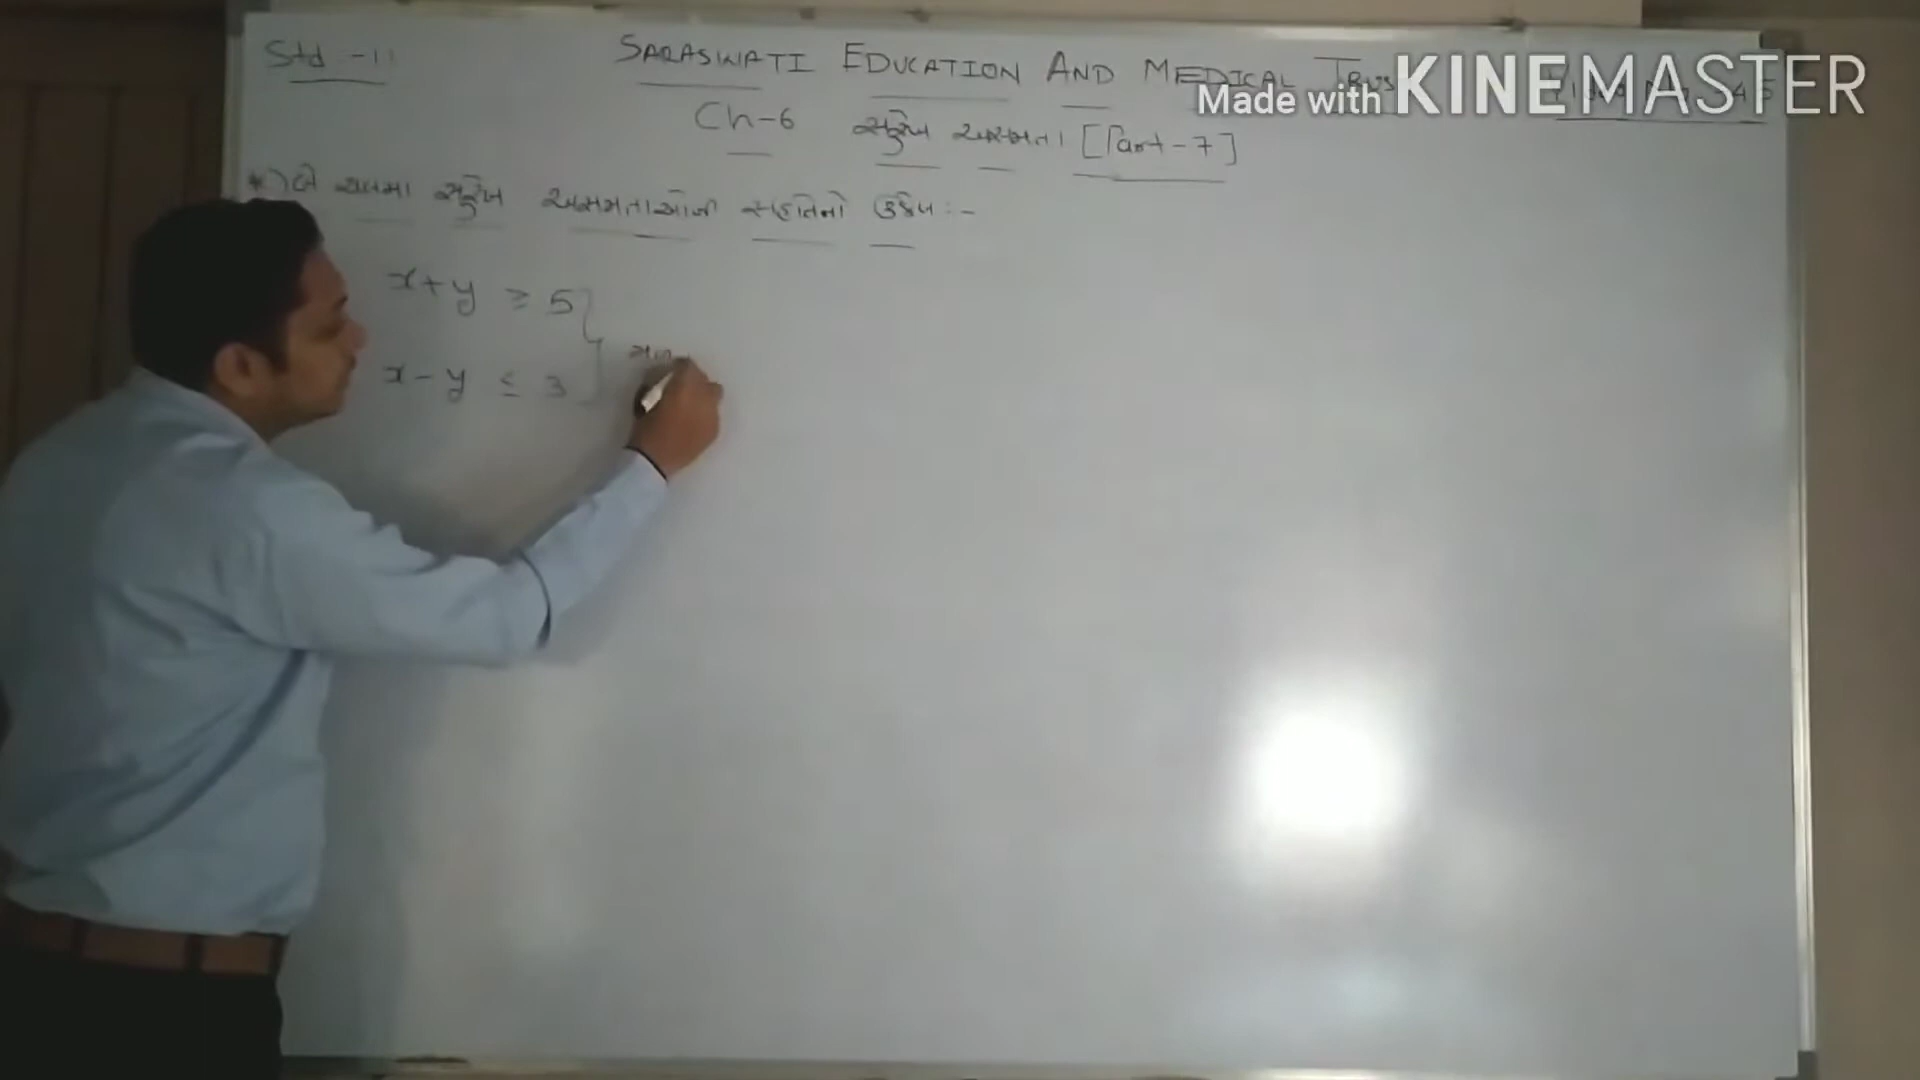 Std - 11
SARASWATI EDUCATION AND MEDICAL TRUS
Made with KINEMASTER
Ch-6 સુરેખ અસમતા [Part-7]
*) બે ચલમાં સુરેખ અસમતાઓની સંહતિનો ઉકેલ :-
x+y ≥ 5
x-y ≤ 3